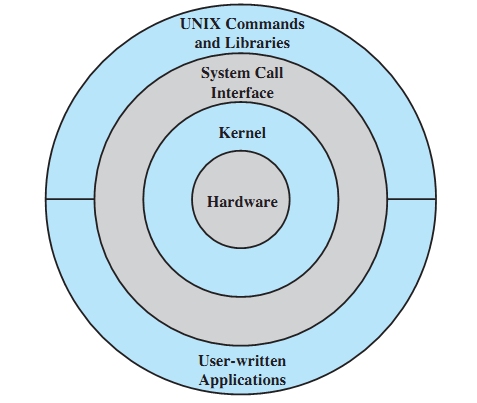 UNIX Commands
and Libraries
System Call
Interface
Kernel
Hardware
User-written
Applications